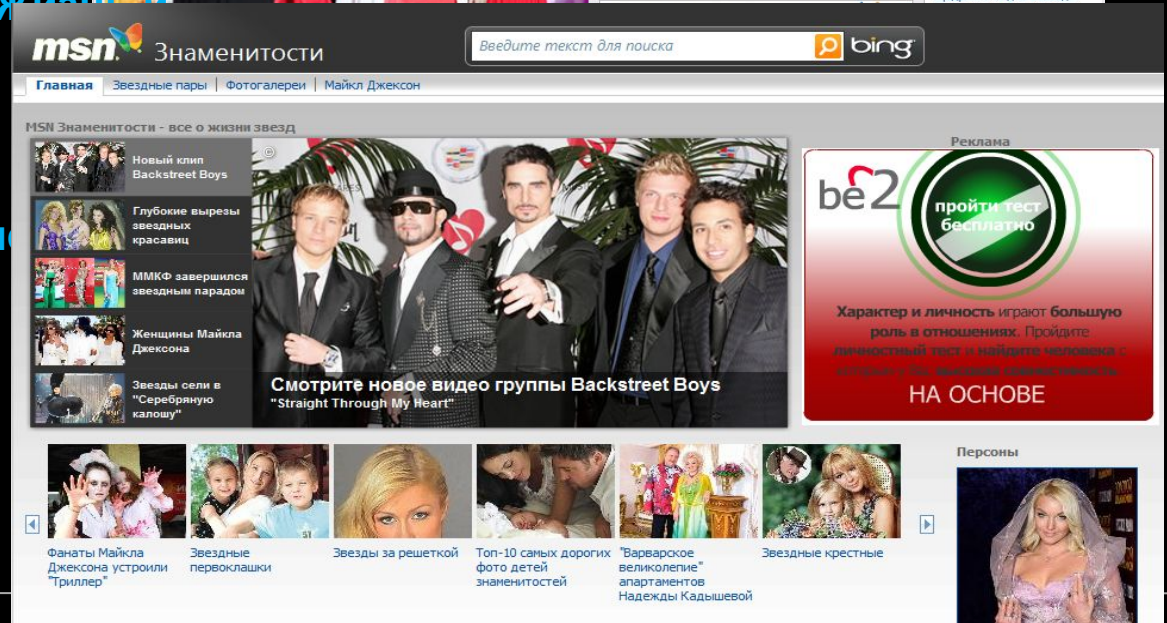 msn
Знаменитости
Введите текст для поиска
bing
Главная
Звездные пары
Фотогалереи
Майкл Джексон
MSN Знаменитости - все о жизни звезд
Новый клип
Backstreet Boys
Глубокие вырезы
звездных
красавиц
ММКФ завершился
звездным парадом
Женщины Майкла
Джексона
Звезды сели в
"Серебряную
калошу"
©
Смотрите новое видео группы Backstreet Boys
"Straight Through My Heart"
Реклама
be2
пройти тест
бесплатно
Характер и личность играют большую
роль в отношениях. Пройдите
личностный тест и найдите человека с
высокая совместимость.
НА ОСНОВЕ
Фанаты Майкла
Джексона устроили
"Триллер"
Звездные
первоклашки
Звезды за решеткой
Топ-10 самых дорогих
фото детей
знаменитостей
"Варварское
великолепие"
апартаментов
Надежды Кадышевой
Звездные крестные
Персоны